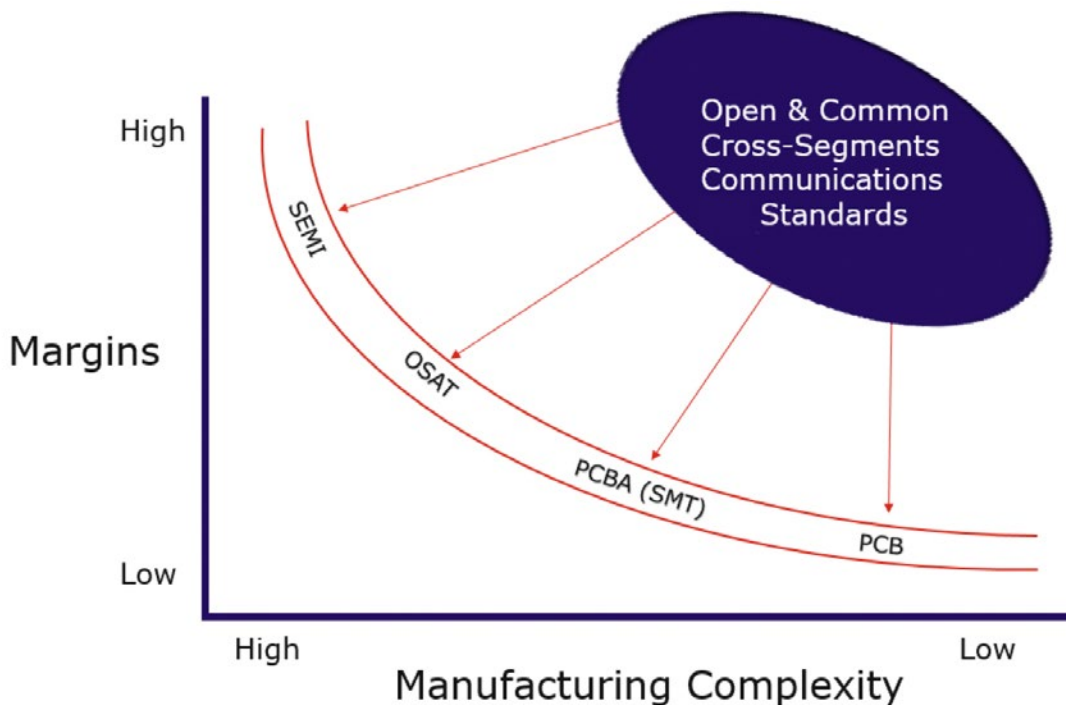 Open & Common
Cross-Segments
Communications
Standards
High
SEMI
Margins
OSAT
PCBA (SMT)
PCB
Low
High
Low
Manufacturing Complexity